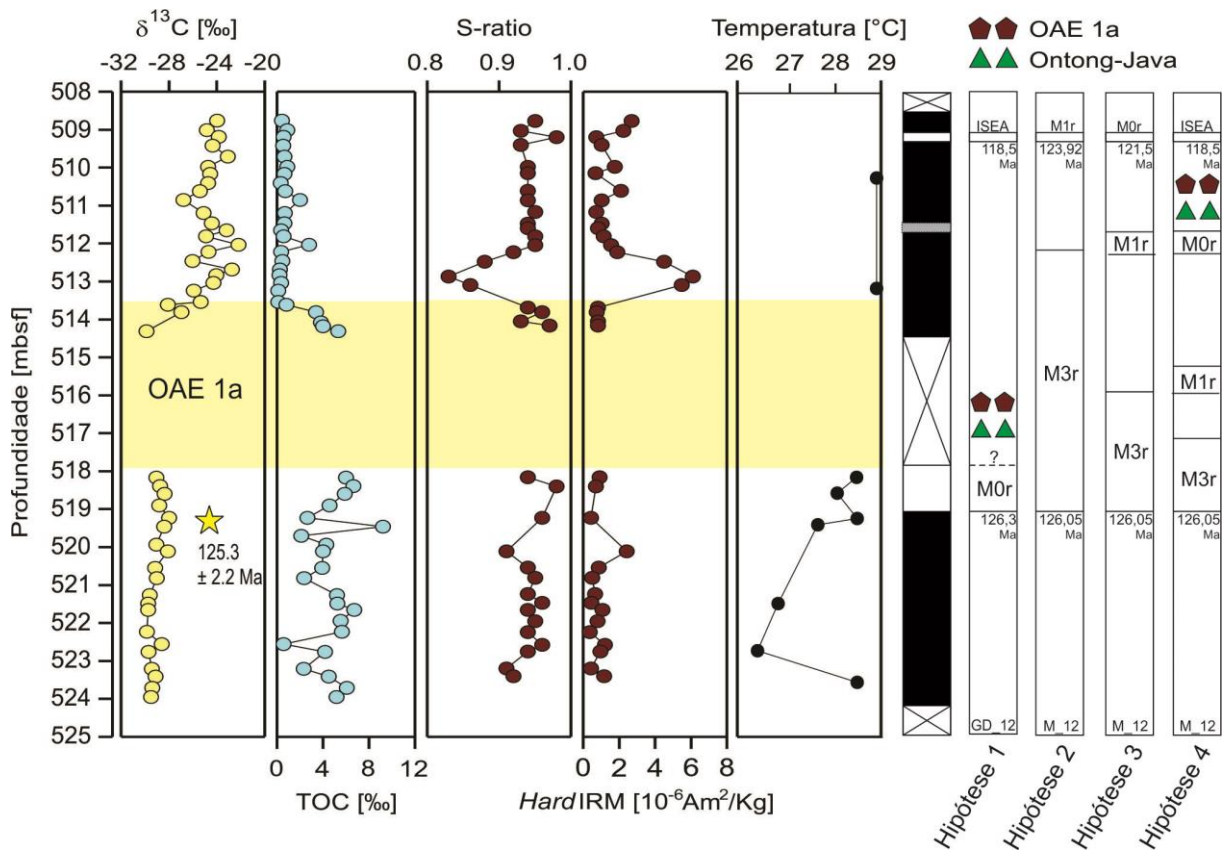 δ¹³C [‰]
S-ratio
Temperatura [°C]
OAE 1a
Ontong-Java
-32 -28 -24 -20
0.8 0.9 1.0
26 27 28 29
Profundidade [mbsf]
508
509
510
511
512
513
514
515
516
517
518
519
520
521
522
523
524
525
OAE 1a
125.3
± 2.2 Ma
0 4 8 12
TOC [‰]
0 2 4 6 8
Hard IRM [10⁻⁶Am²/Kg]
ISEA
118,5
Ma
?
M0r
126,3
Ma
GD_12
Hipótese 1
M1r
123,92
Ma
M3r
126,05
Ma
M_12
Hipótese 2
M0r
121,5
Ma
M1r
M3r
126,05
Ma
M_12
Hipótese 3
ISEA
118,5
Ma
M0r
M1r
M3r
126,05
Ma
M_12
Hipótese 4